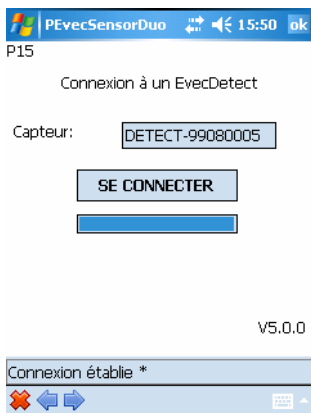 PEvecSensorDuo 15:50 ok
P15
Connexion à un EvecDetect
Capteur: DETECT-99080005
SE CONNECTER
V5.0.0
Connexion établie *